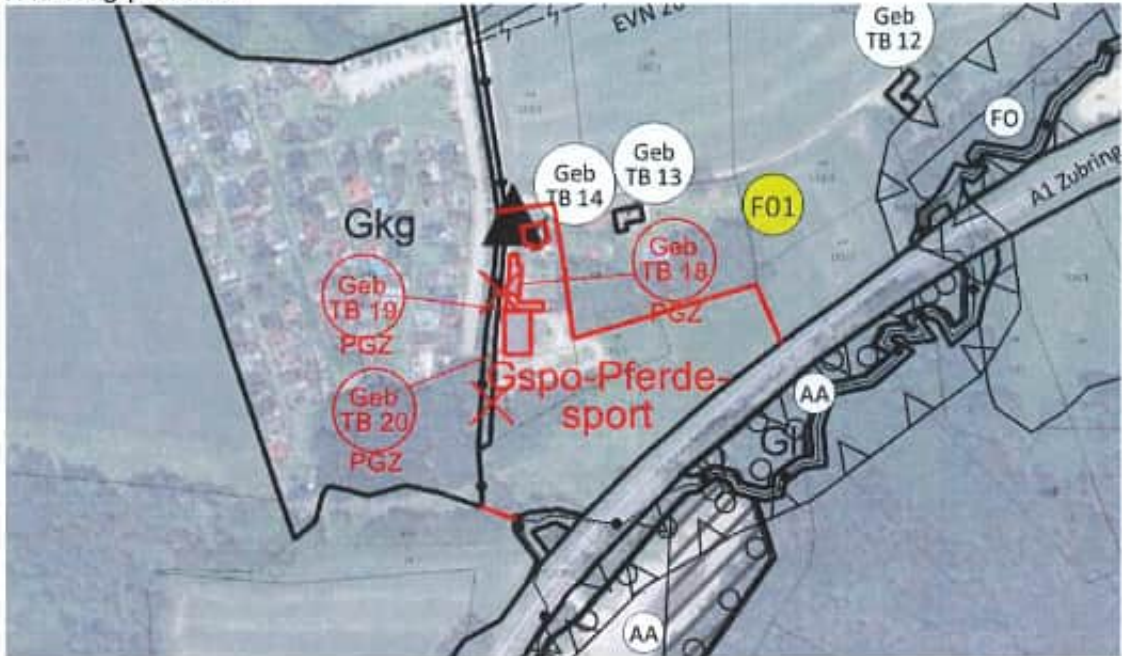 EVN 20
Geb
TB 12
FO
A1 Zubring
Geb
TB 13
Geb
TB 14
F01
Gkg
Geb
TB 18
PGZ
Geb
TB 19
PGZ
Gspo-Pferde-
sport
Geb
TB 20
PGZ
AA
AA